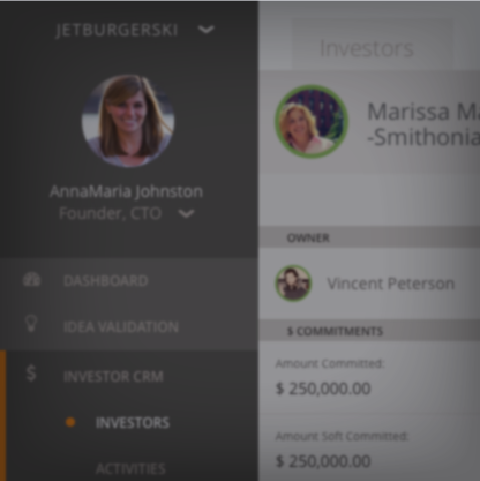 JETBURGERSKI
AnnaMaria Johnston
Founder, CTO
DASHBOARD
IDEA VALIDATION
$ INVESTOR CRM
INVESTORS
ACTIVITIES
Investors
Marissa Ma
-Smithonia
OWNER
Vincent Peterson
$ COMMITMENTS
Amount Committed:
$ 250,000.00
Amount Soft Committed:
$ 250,000.00